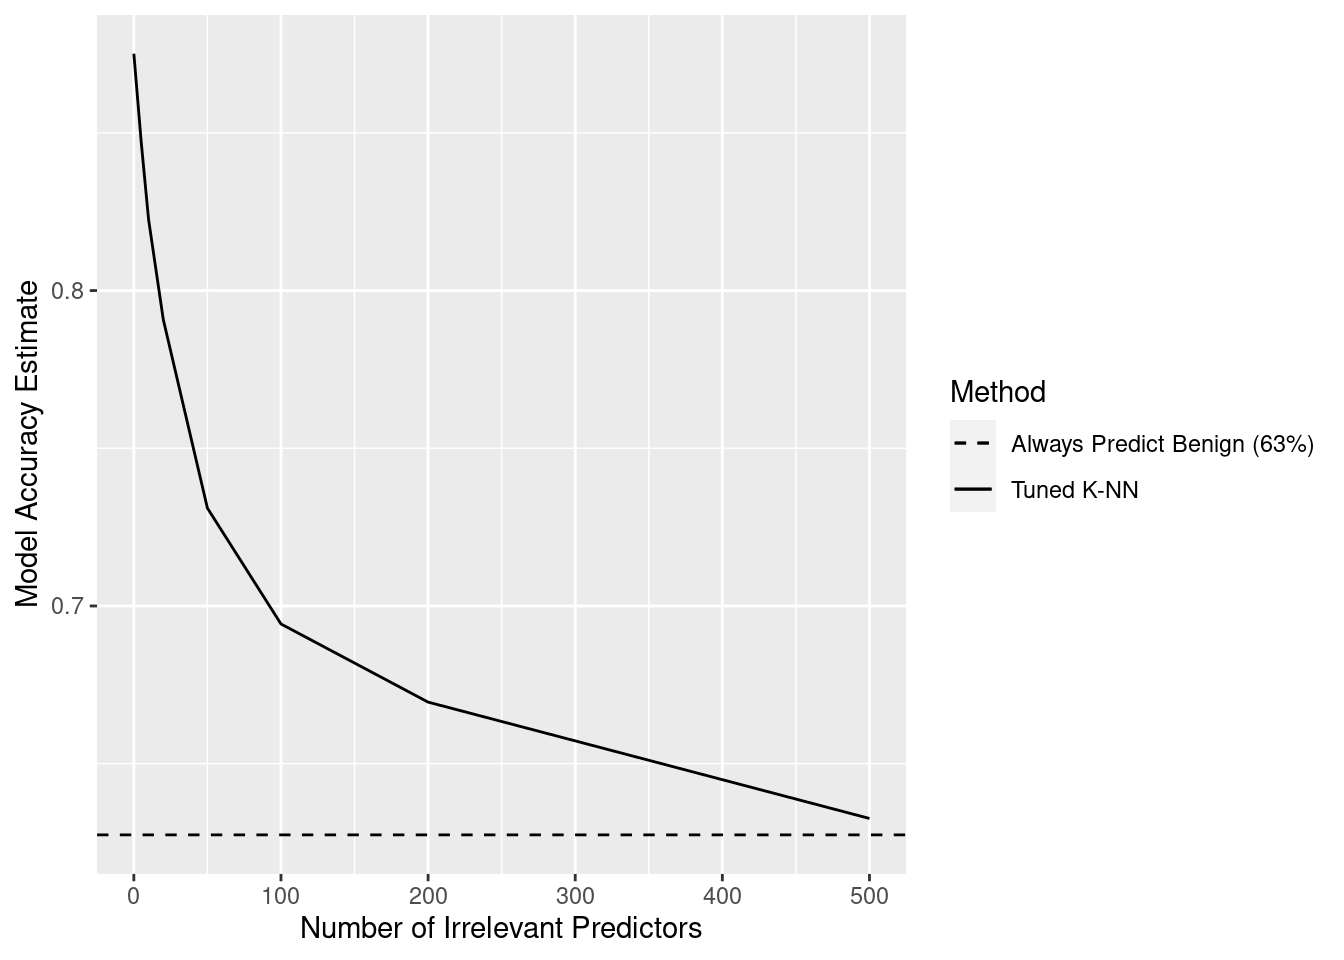 Model Accuracy Estimate
0.8
0.7
0 100 200 300 400 500
Number of Irrelevant Predictors
Method
Always Predict Benign (63%)
Tuned K-NN